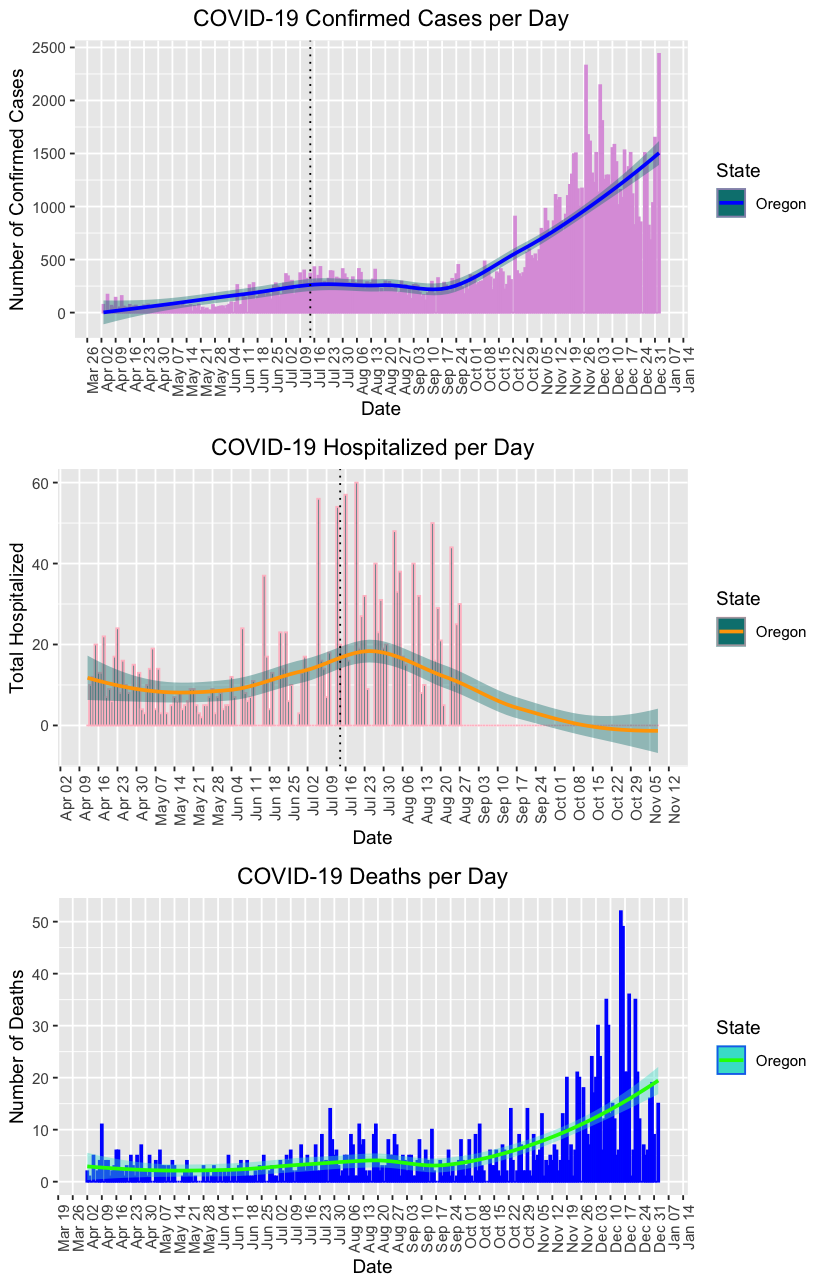 COVID-19 Confirmed Cases per Day
2500
2000
1500
1000
500
0
Number of Confirmed Cases
Mar 26
Apr 02
Apr 09
Apr 16
Apr 23
Apr 30
May 07
May 14
May 21
May 28
Jun 04
Jun 11
Jun 18
Jun 25
Jul 02
Jul 09
Jul 16
Jul 23
Jul 30
Aug 06
Aug 13
Aug 20
Aug 27
Sep 03
Sep 10
Sep 17
Sep 24
Oct 01
Oct 08
Oct 15
Oct 22
Oct 29
Nov 05
Nov 12
Nov 19
Nov 26
Dec 03
Dec 10
Dec 17
Dec 24
Dec 31
Jan 07
Jan 14
Date
State
Oregon
COVID-19 Hospitalized per Day
60
40
20
0
Total Hospitalized
Apr 02
Apr 09
Apr 16
Apr 23
Apr 30
May 07
May 14
May 21
May 28
Jun 04
Jun 11
Jun 18
Jun 25
Jul 02
Jul 09
Jul 16
Jul 23
Jul 30
Aug 06
Aug 13
Aug 20
Aug 27
Sep 03
Sep 10
Sep 17
Sep 24
Oct 01
Oct 08
Oct 15
Oct 22
Oct 29
Nov 05
Nov 12
Date
State
Oregon
COVID-19 Deaths per Day
50
40
30
20
10
0
Number of Deaths
Mar 19
Mar 26
Apr 02
Apr 09
Apr 16
Apr 23
Apr 30
May 07
May 14
May 21
May 28
Jun 04
Jun 11
Jun 18
Jun 25
Jul 02
Jul 09
Jul 16
Jul 23
Jul 30
Aug 06
Aug 13
Aug 20
Aug 27
Sep 03
Sep 10
Sep 17
Sep 24
Oct 01
Oct 08
Oct 15
Oct 22
Oct 29
Nov 05
Nov 12
Nov 19
Nov 26
Dec 03
Dec 10
Dec 17
Dec 24
Dec 31
Jan 07
Jan 14
Date
State
Oregon